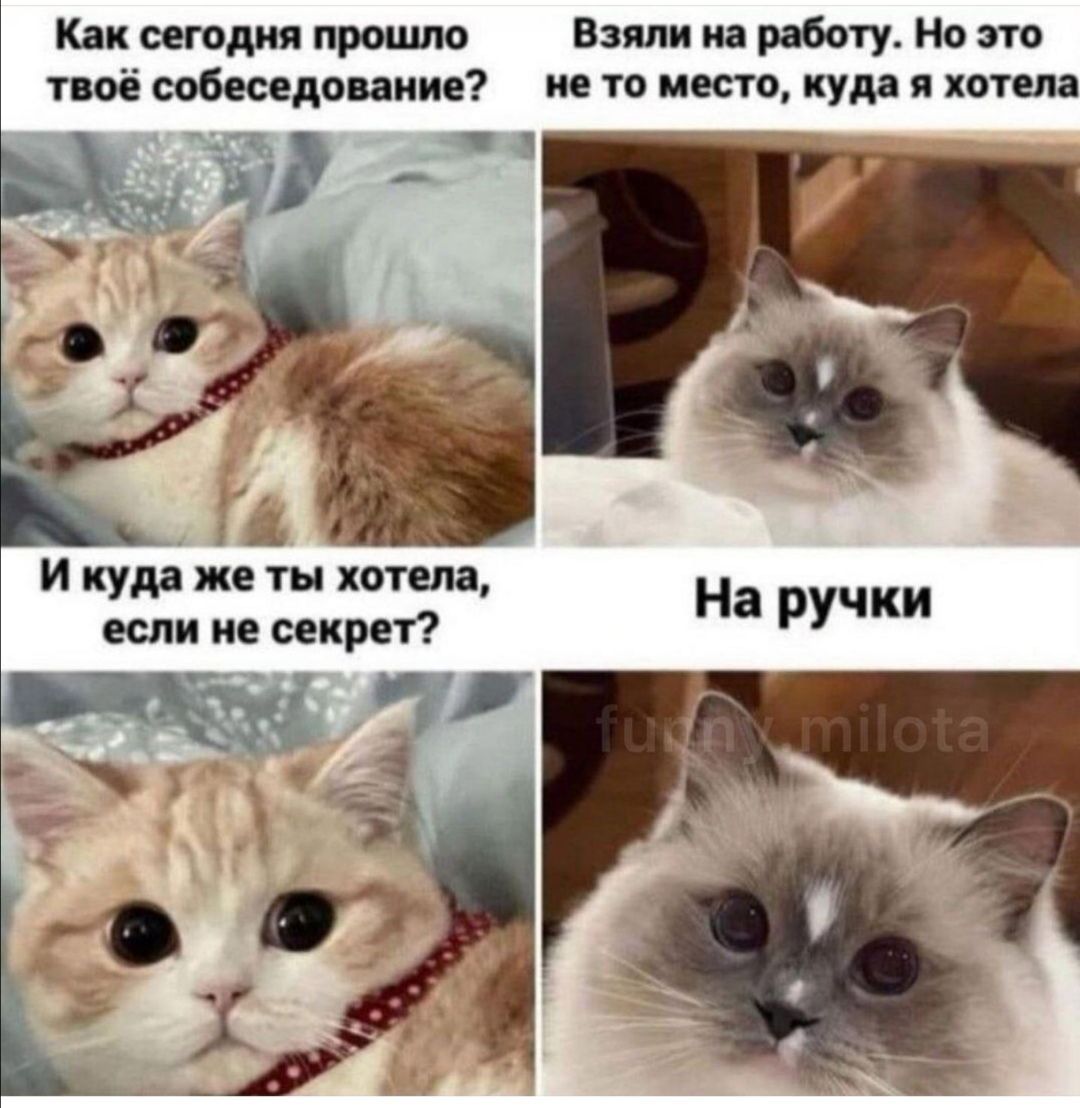 Как сегодня прошло
твоё собеседование?
Взяли на работу. Но это
не то место, куда я хотела
И куда же ты хотела,
если не секрет?
На ручки
funny_milota